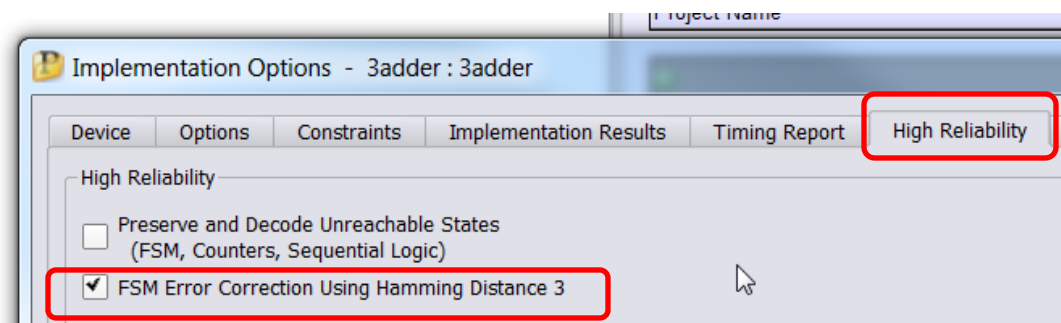 Project Name
Implementation Options - 3adder : 3adder
Device Options Constraints Implementation Results Timing Report High Reliability
High Reliability
Preserve and Decode Unreachable States
(FSM, Counters, Sequential Logic)
FSM Error Correction Using Hamming Distance 3